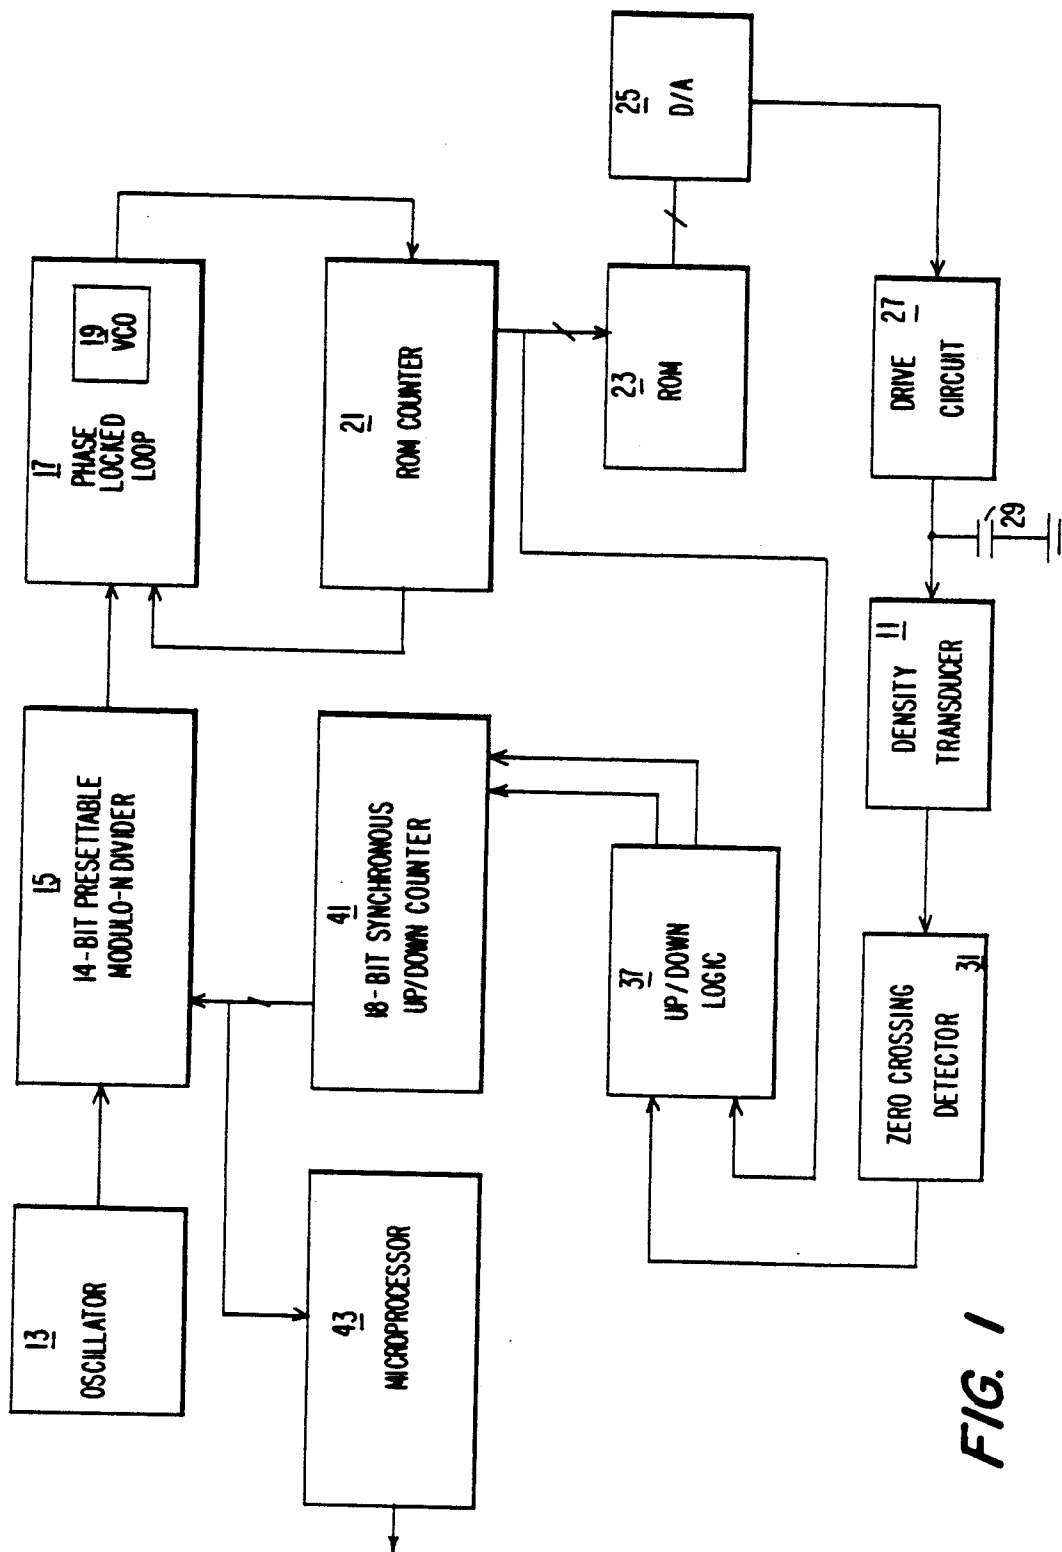 13
OSCILLATOR
15
14-BIT PRESETTABLE
MODULO-N DIVIDER
17
PHASE
LOCKED
LOOP
19
VCO
43
MICROPROCESSOR
41
18-BIT SYNCHRONOUS
UP/DOWN COUNTER
21
ROM COUNTER
37
UP/DOWN
LOGIC
23
ROM
25
D/A
ZERO CROSSING
DETECTOR
31
DENSITY
TRANSDUCER
11
29
DRIVE
CIRCUIT
27
FIG. 1